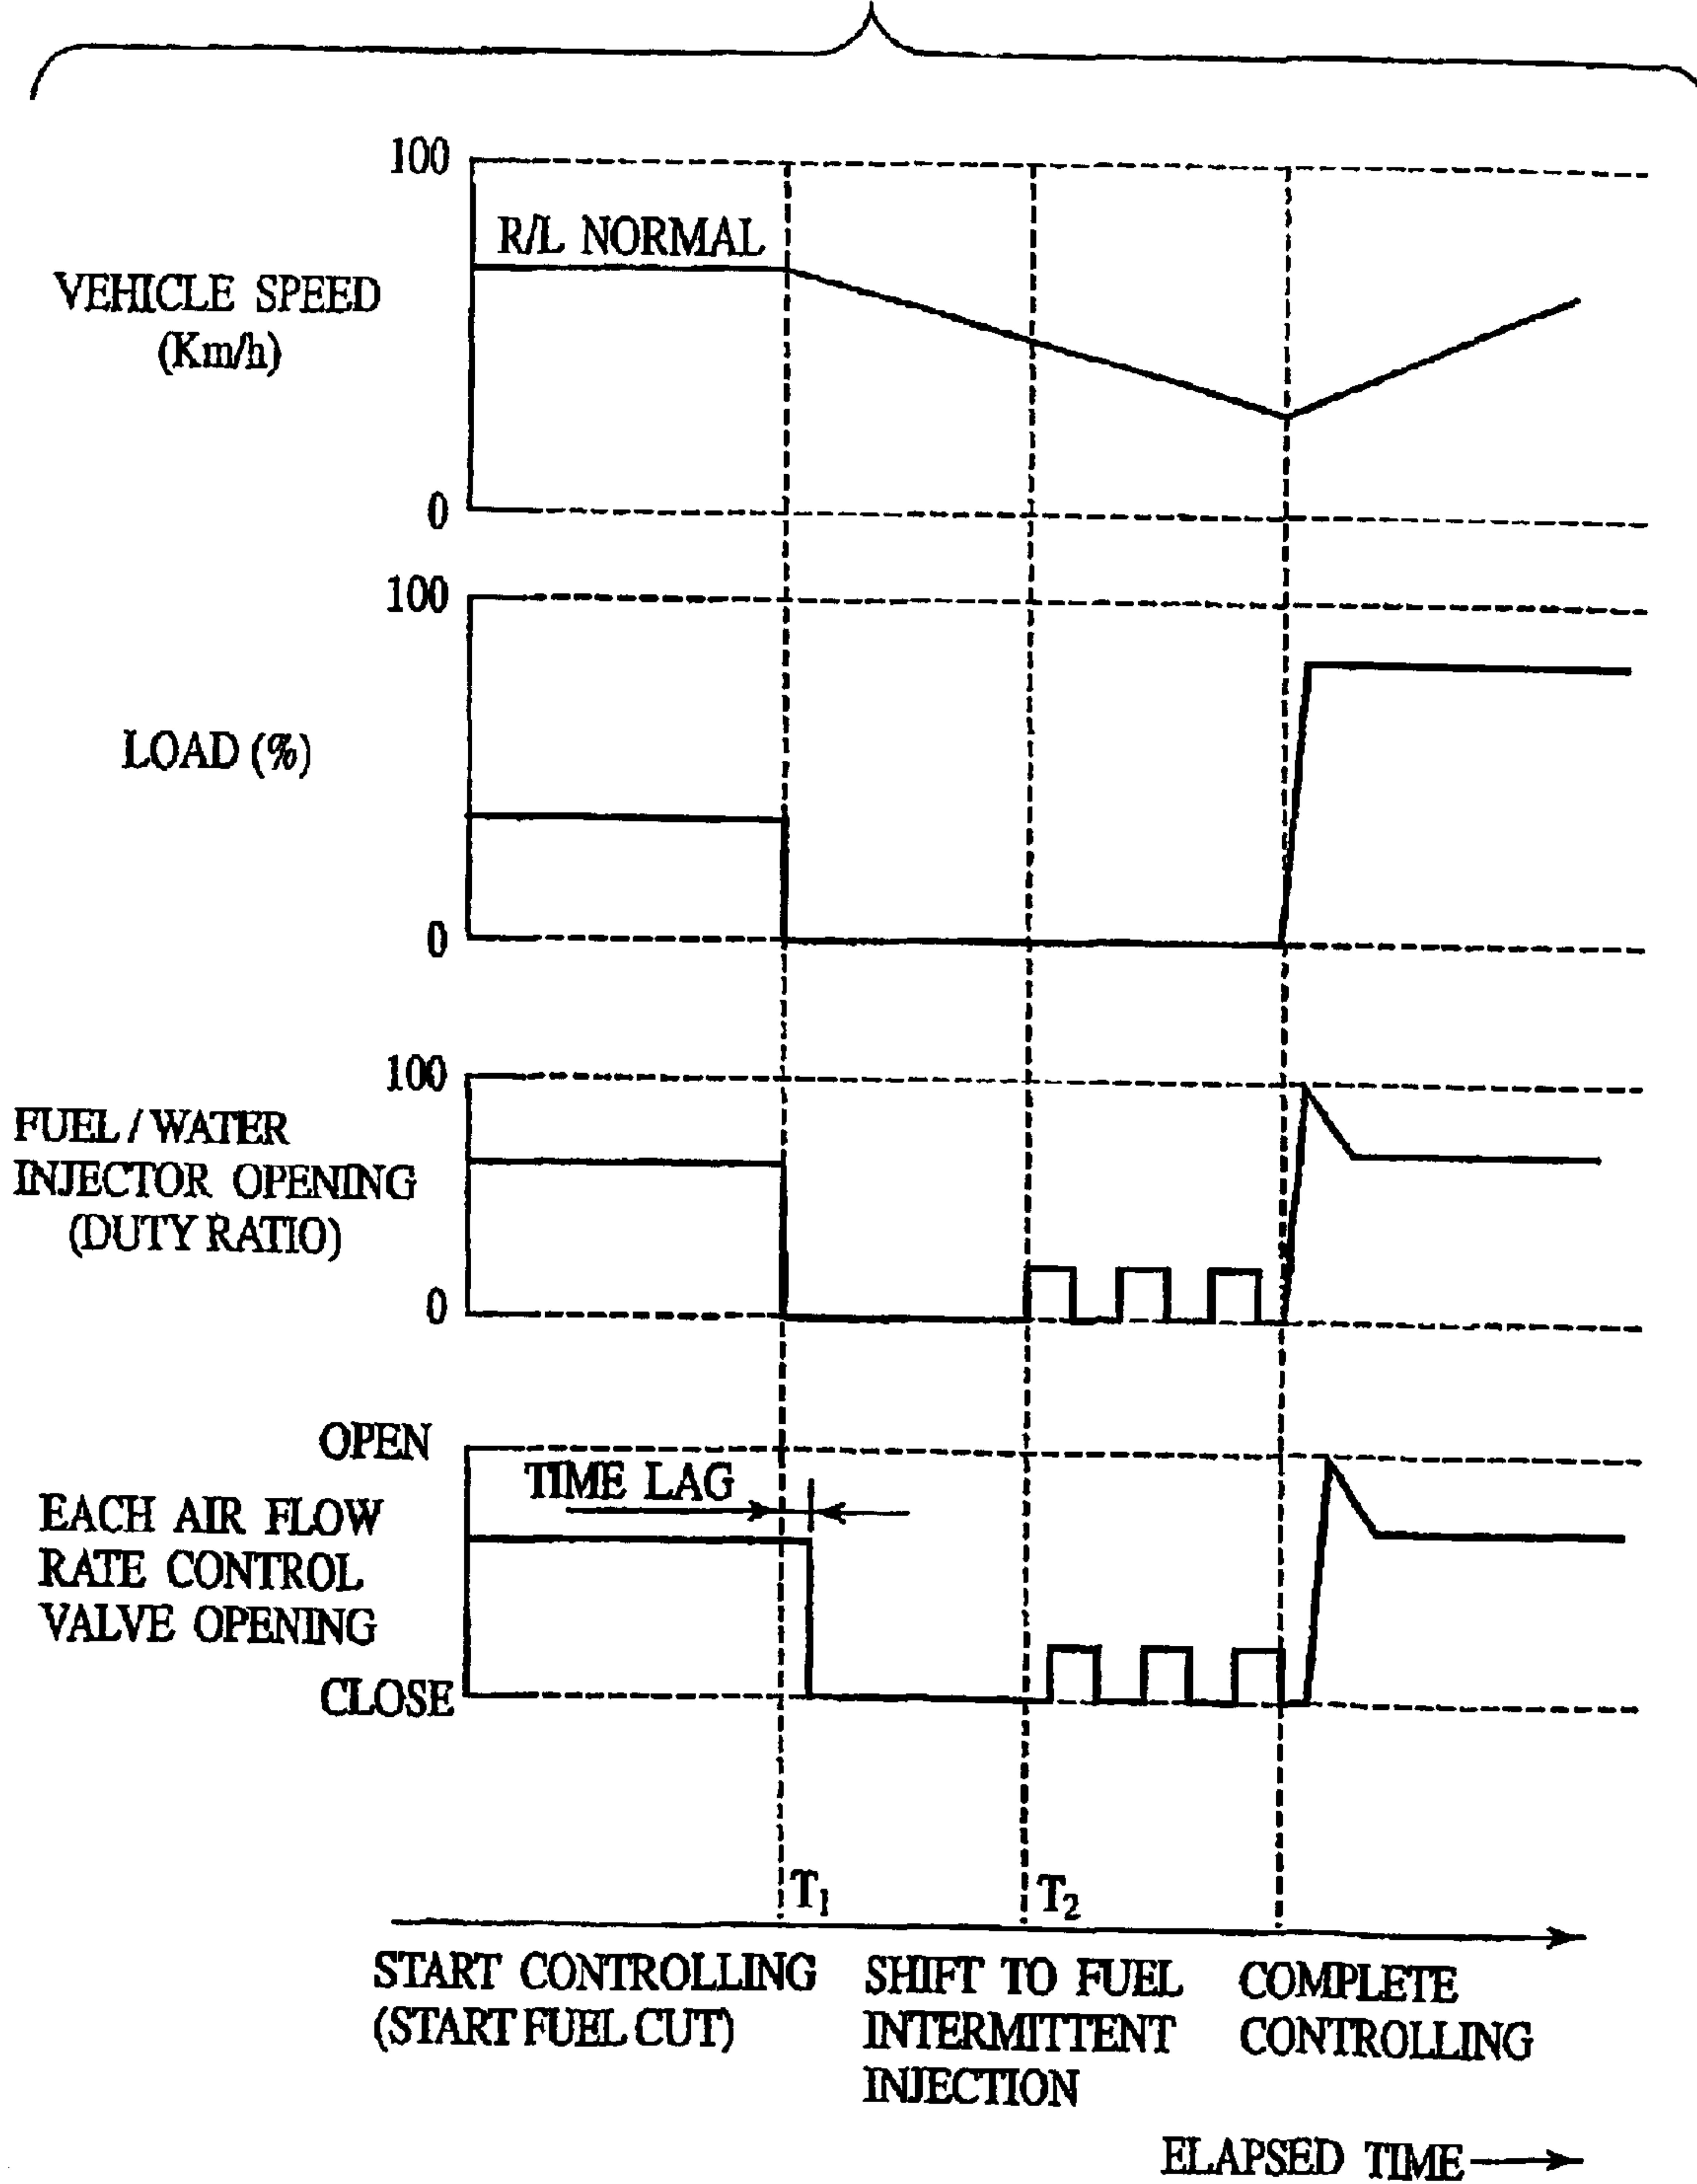 100
R/L NORMAL
VEHICLE SPEED
(Km/h)
0
100
LOAD (%)
0
100
FUEL / WATER
INJECTOR OPENING
(DUTY RATIO)
0
OPEN
TIME LAG
EACH AIR FLOW
RATE CONTROL
VALVE OPENING
CLOSE
T1
T2
START CONTROLLING
(START FUEL CUT)
SHIFT TO FUEL
INTERMITTENT
INJECTION
COMPLETE
CONTROLLING
ELAPSED TIME